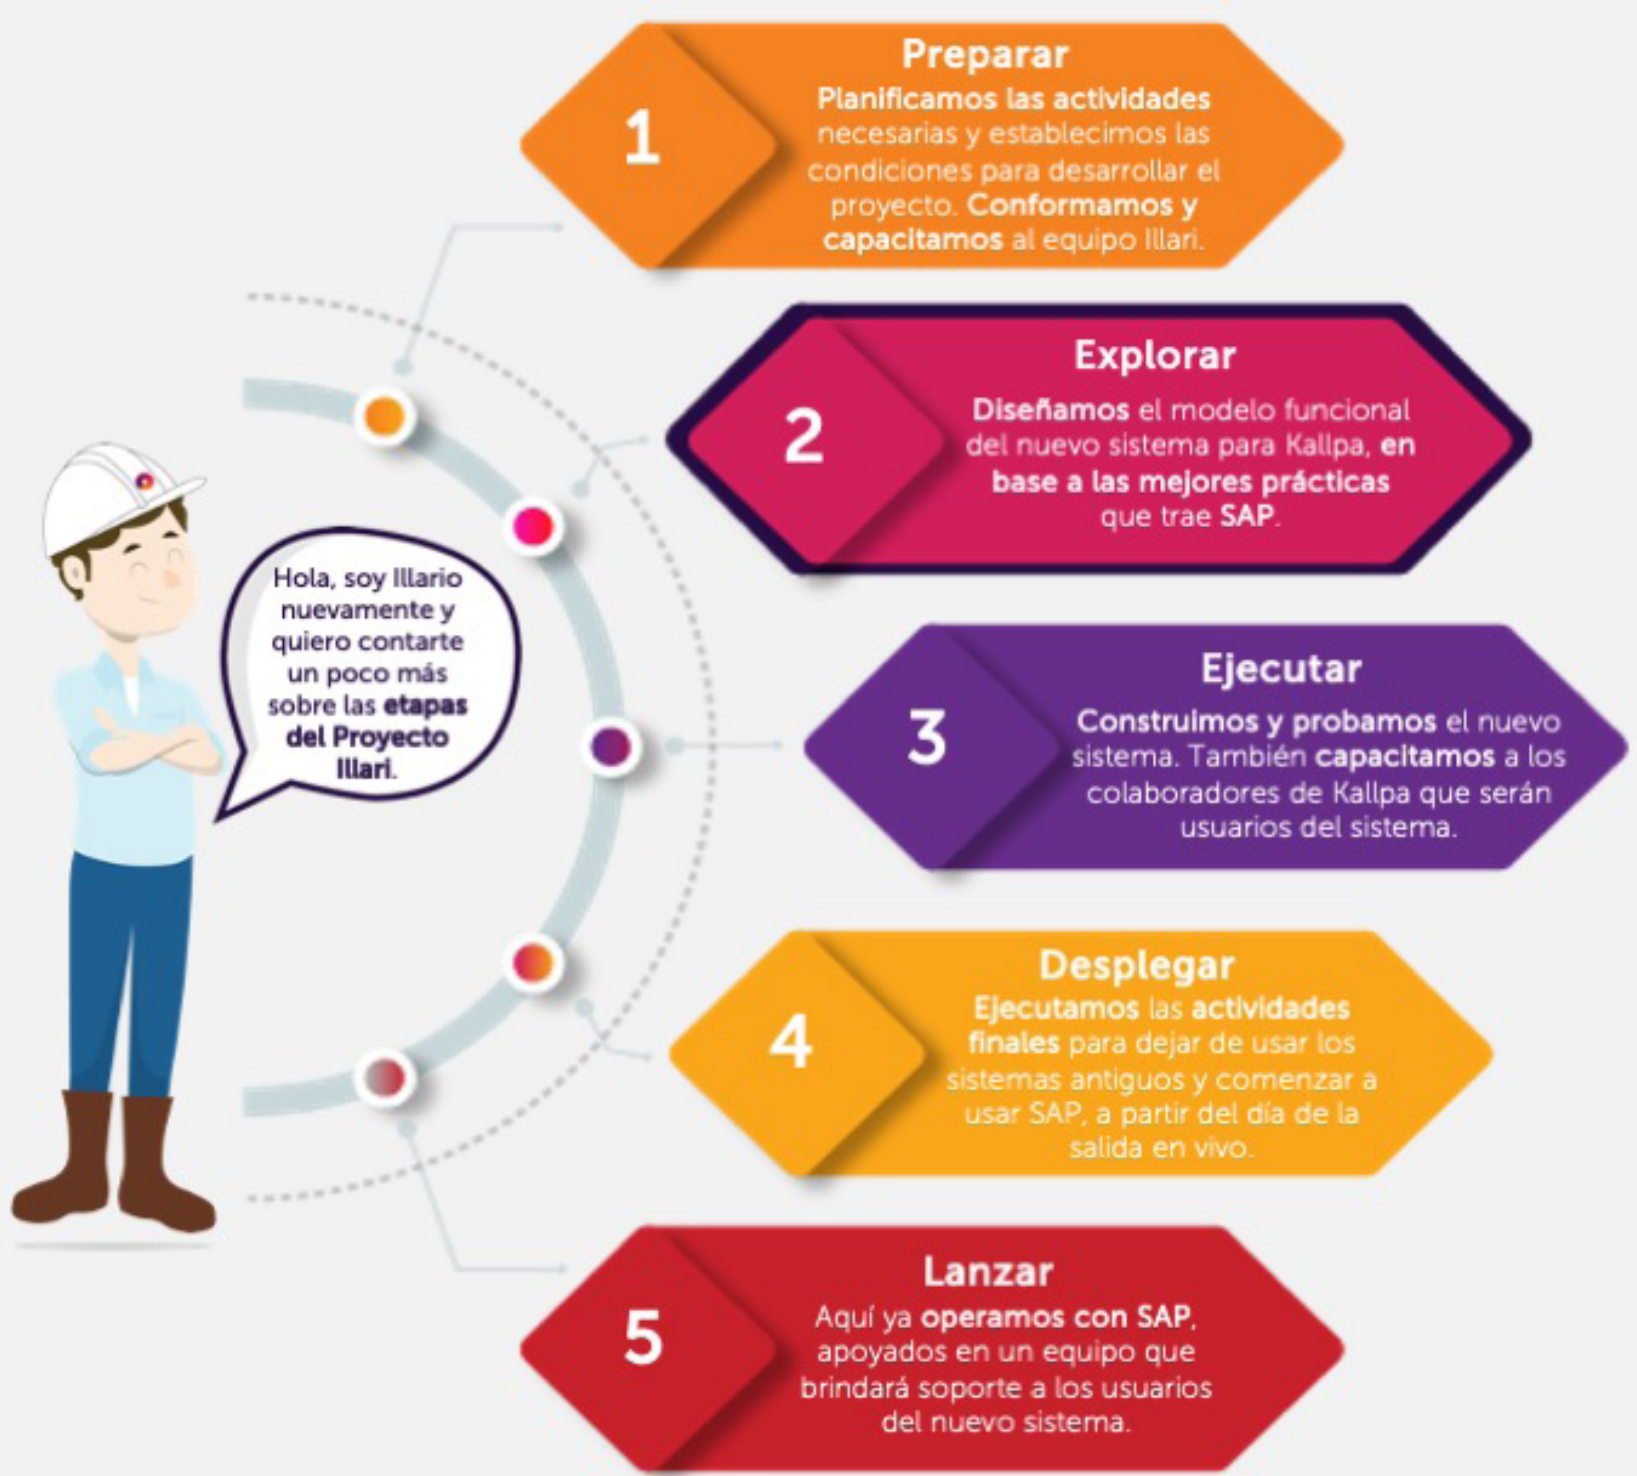 1
Preparar
Planificamos las actividades
necesarias y establecimos las
condiciones para desarrollar el
proyecto. Conformamos y
capacitamos al equipo Illari.
2
Explorar
Diseñamos el modelo funcional
del nuevo sistema para Kallpa, en
base a las mejores prácticas
que trae SAP.
Hola, soy Illario
nuevamente y
quiero contarte
un poco más
sobre las etapas
del Proyecto
Illari.
3
Ejecutar
Construimos y probamos el nuevo
sistema. También capacitamos a los
colaboradores de Kallpa que serán
usuarios del sistema.
4
Desplegar
Ejecutamos las actividades
finales para dejar de usar los
sistemas antiguos y comenzar a
usar SAP, a partir del día de la
salida en vivo.
5
Lanzar
Aquí ya operamos con SAP,
apoyados en un equipo que
brindará soporte a los usuarios
del nuevo sistema.